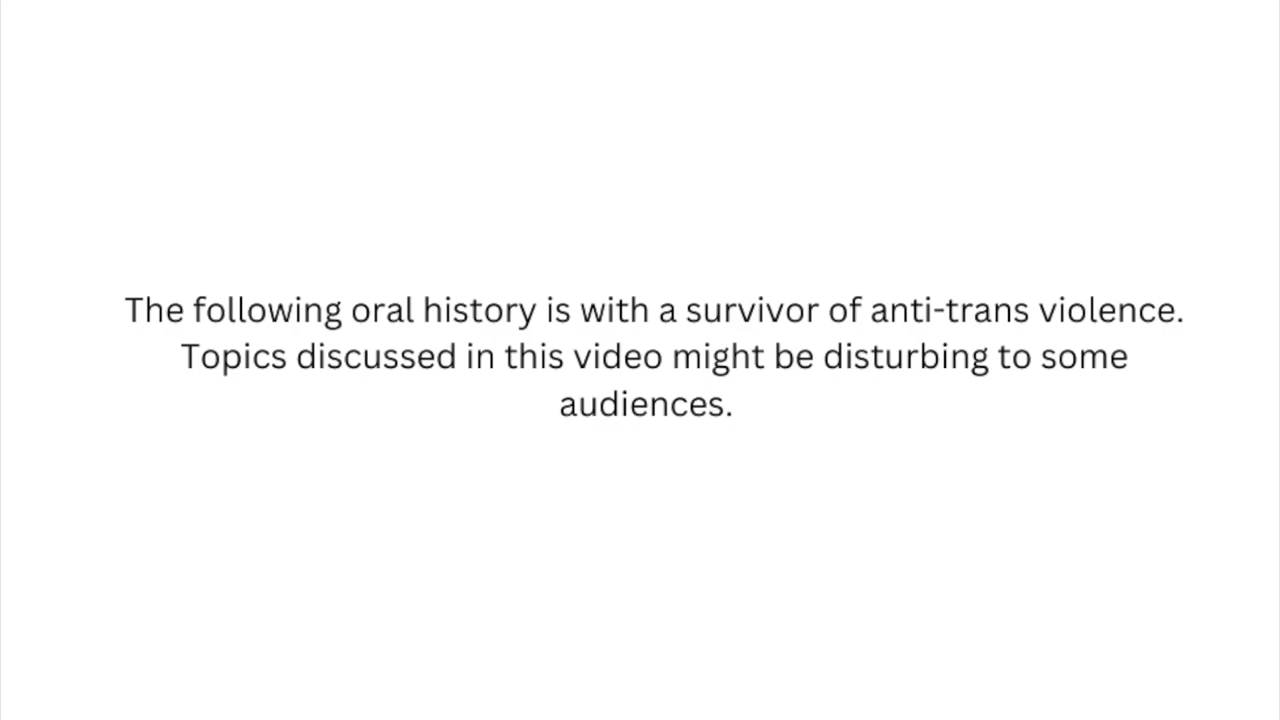 The following oral history is with a survivor of anti-trans violence.
Topics discussed in this video might be disturbing to some
audiences.